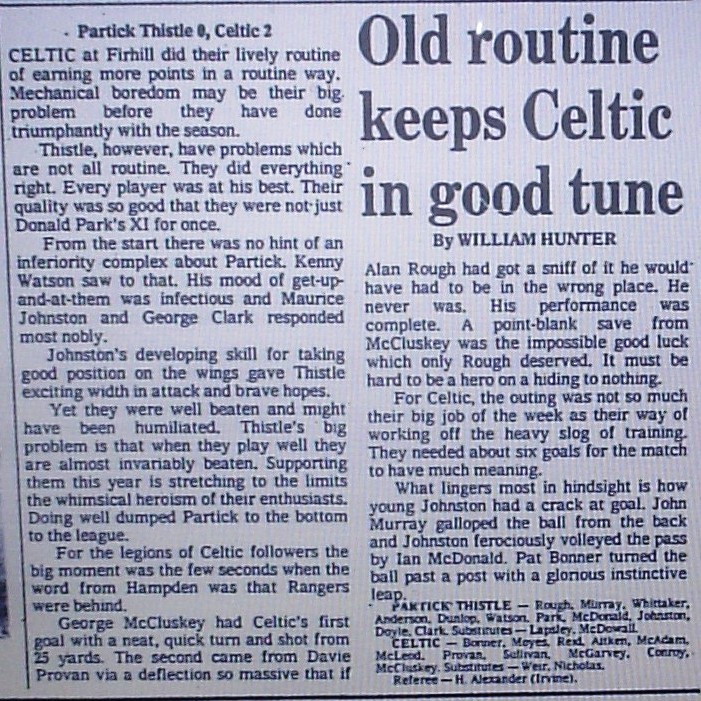 Partick Thistle 0, Celtic 2
CELTIC at Firhill did their lively routine
of earning more points in a routine way.
Mechanical boredom may be their big
problem before they have done
triumphantly with the season.
Thistle, however, have problems which
are not all routine. They did everything
right. Every player was at his best. Their
quality was so good that they were not just
Donald Park's XI for once.
From the start there was no hint of an
inferiority complex about Partick. Kenny
Watson saw to that. His mood of get-up-
and-at-them was infectious and Maurice
Johnston and George Clark responded
most nobly.
Johnston's developing skill for taking
good position on the wings gave Thistle
exciting width in attack and brave hopes.
Yet they were well beaten and might
have been humiliated. Thistle's big
problem is that when they play well they
are almost invariably beaten. Supporting
them this year is stretching to the limits
the whimsical heroism of their enthusiasts.
Doing well dumped Partick to the bottom
to the league.
For the legions of Celtic followers the
big moment was the few seconds when the
word from Hampden was that Rangers
were behind.
George McCluskey had Celtic's first
goal with a neat, quick turn and shot from
25 yards. The second came from Davie
Provan via a deflection so massive that if
Old routine
keeps Celtic
in good tune
By WILLIAM HUNTER
Alan Rough had got a sniff of it he would
have had to be in the wrong place. He
never was. His performance was
complete. A point-blank save from
McCluskey was the impossible good luck
which only Rough deserved. It must be
hard to be a hero on a hiding to nothing.
For Celtic, the outing was not so much
their big job of the week as their way of
working off the heavy slog of training.
They needed about six goals for the match
to have much meaning.
What lingers most in hindsight is how
young Johnston had a crack at goal. John
Murray galloped the ball from the back
and Johnston ferociously volleyed the pass
by Ian McDonald. Pat Bonner turned the
ball past a post with a glorious instinctive
leap.
PARTICK THISTLE — Rough, Murray, Whittaker,
Anderson, Dunlop, Watson, Park, McDonald, Johnston,
Doyle, Clark. Substitutes — Lapsley, McDowall.
CELTIC — Bonner, Moyes, Reid, Aitken, McAdam,
McLeod, Provan, Sullivan, McGarvey, Conroy,
McCluskey. Substitutes — Weir, Nicholas.
Referee — H. Alexander (Irvine).